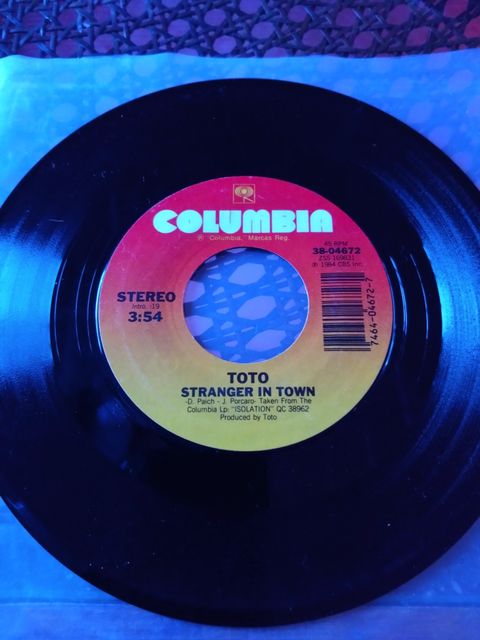 COLUMBIA
® "Columbia," Marcas Reg.
45 RPM
38-04672
ZSS 169831
℗ 1984 CBS Inc.
STEREO
Intro. :19
3:54
7464-04672-7
TOTO
STRANGER IN TOWN
-D. Paich - J. Porcaro- Taken From The
Columbia Lp: "ISOLATION" QC 38962
Produced by Toto